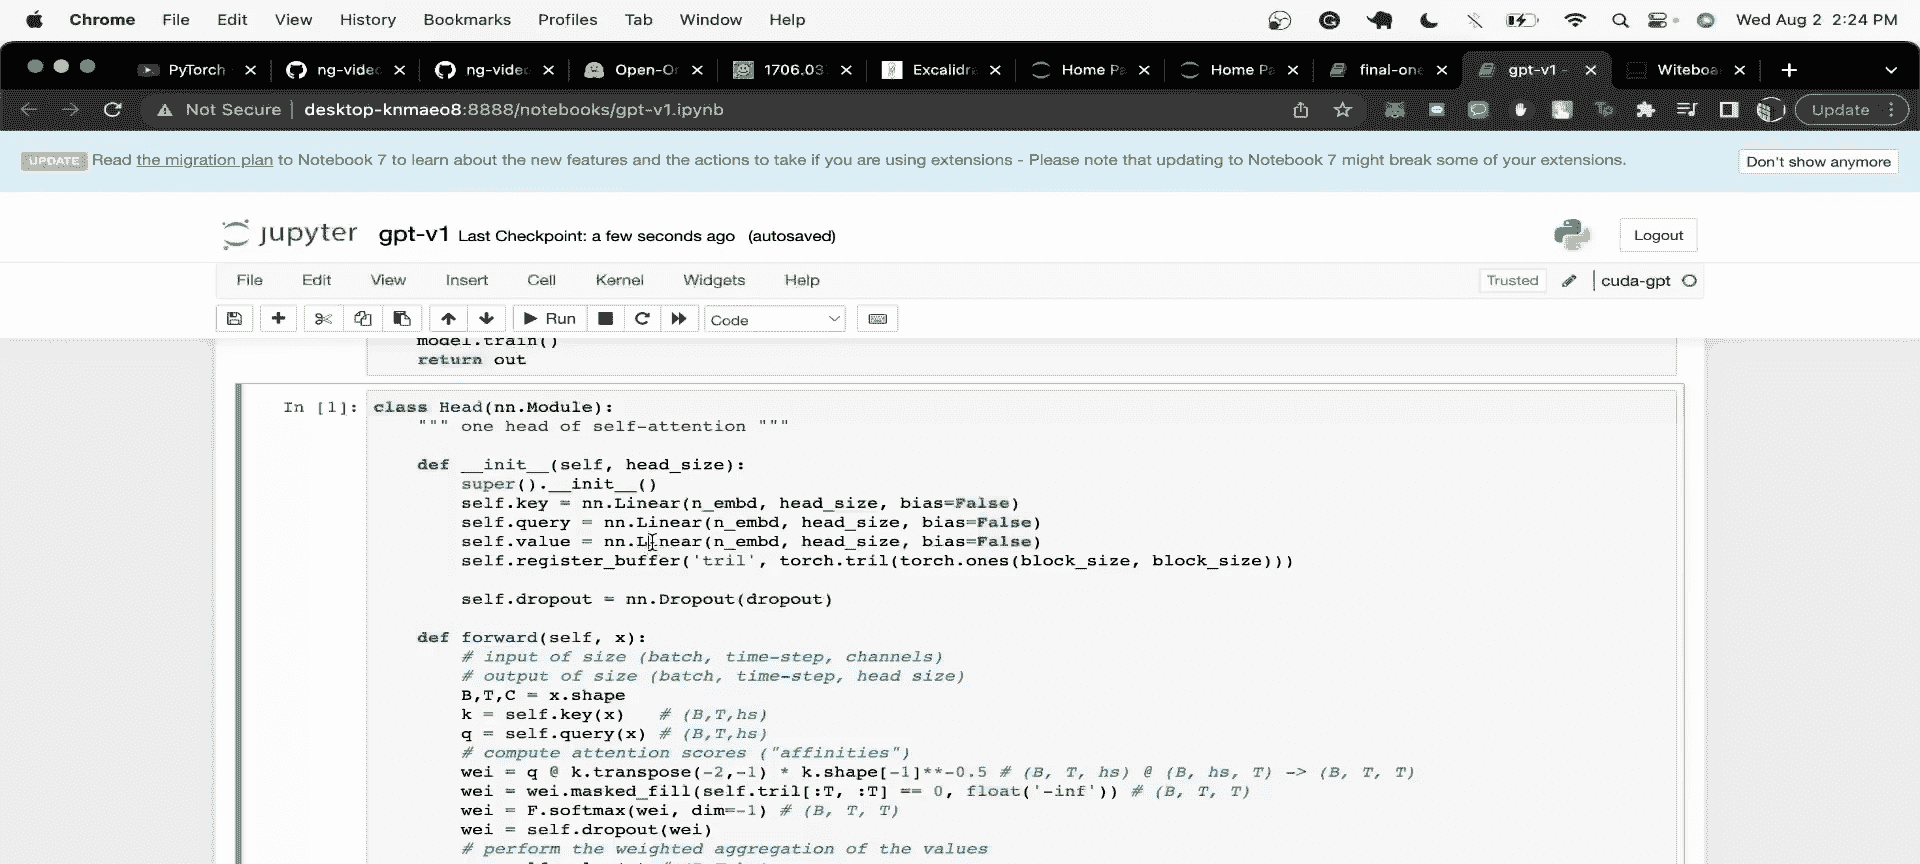 Chrome File Edit View History Bookmarks Profiles Tab Window Help Wed Aug 2 2:24 PM
PyTorch ng-video ng-video Open-Or 1706.03 Excalidra Home Pa Home Pa final-one gpt-v1 - Witeboa
Not Secure desktop-knmaeo8:8888/notebooks/gpt-v1.ipynb Update
UPDATE Read the migration plan to Notebook 7 to learn about the new features and the actions to take if you are using extensions - Please note that updating to Notebook 7 might break some of your extensions. Don't show anymore
jupyter gpt-v1 Last Checkpoint: a few seconds ago (autosaved) Logout
File Edit View Insert Cell Kernel Widgets Help Trusted cuda-gpt
Run Code
model.train()
return out
In [1]: class Head(nn.Module):
""" one head of self-attention """
def __init__(self, head_size):
super().__init__()
self.key = nn.Linear(n_embd, head_size, bias=False)
self.query = nn.Linear(n_embd, head_size, bias=False)
self.value = nn.Linear(n_embd, head_size, bias=False)
self.register_buffer('tril', torch.tril(torch.ones(block_size, block_size)))
self.dropout = nn.Dropout(dropout)
def forward(self, x):
# input of size (batch, time-step, channels)
# output of size (batch, time-step, head size)
B,T,C = x.shape
k = self.key(x) # (B,T,hs)
q = self.query(x) # (B,T,hs)
# compute attention scores ("affinities")
wei = q @ k.transpose(-2,-1) * k.shape[-1]**-0.5 # (B, T, hs) @ (B, hs, T) -> (B, T, T)
wei = wei.masked_fill(self.tril[:T, :T] == 0, float('-inf')) # (B, T, T)
wei = F.softmax(wei, dim=-1) # (B, T, T)
wei = self.dropout(wei)
# perform the weighted aggregation of the values